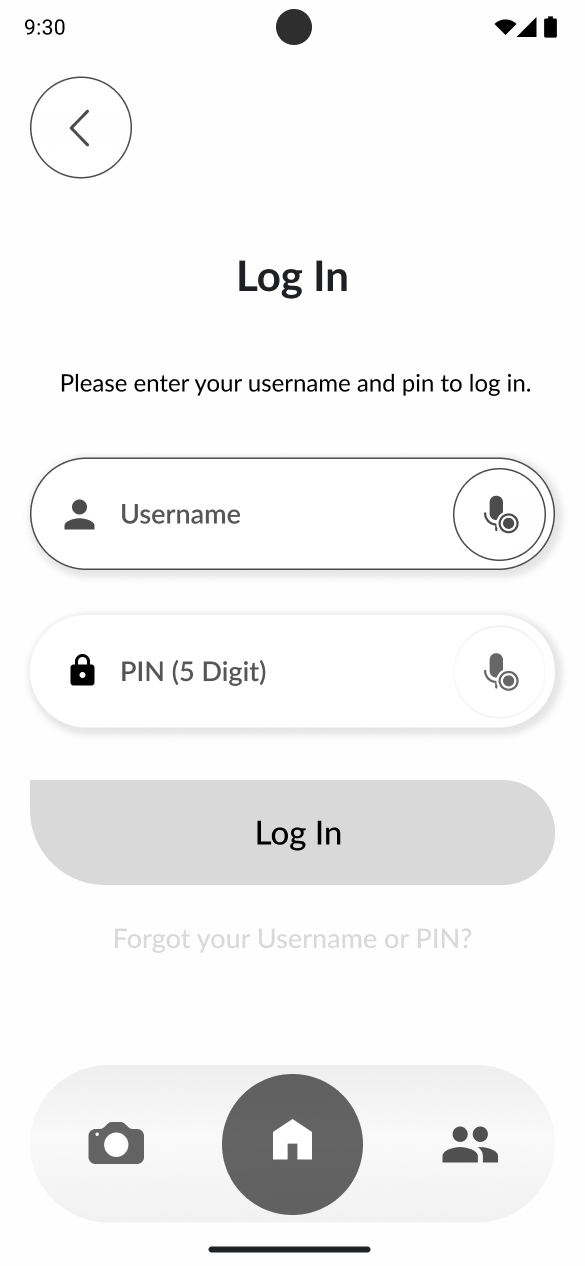 9:30
Log In
Please enter your username and pin to log in.
Username
PIN (5 Digit)
Log In
Forgot your Username or PIN?